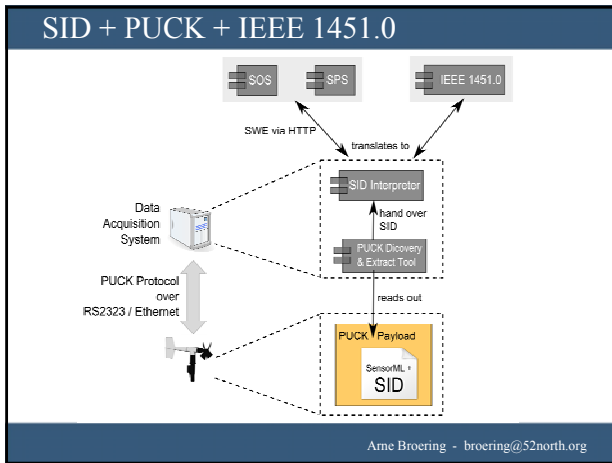 SID + PUCK + IEEE 1451.0
SOS
SPS
IEEE 1451.0
SWE via HTTP
translates to
SID Interpreter
hand over
SID
Data
Acquisition
System
PUCK Dicovery
& Extract Tool
PUCK Protocol
over
RS2323 / Ethernet
reads out
PUCK Payload
SensorML
SID
Arne Broering - broering@52north.org